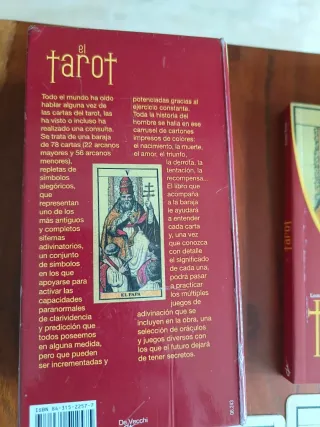 el
tarot
Todo el mundo ha oído
hablar alguna vez de
las cartas del tarot, las
ha visto o incluso ha
realizado una consulta.
Se trata de una baraja
de 78 cartas (22 arcanos
mayores y 56 arcanos
menores),
repletas de
símbolos
alegóricos,
que
representan
uno de los
más antiguos
y completos
sitemas
adivinatorios,
un conjunto
de símbolos
en los que
apoyarse para
activar las
capacidades
paranormales
de clarividencia
y predicción que
todos poseemos
en alguna medida,
pero que pueden
ser incrementadas y
potenciadas gracias al
ejercicio constante.
Toda la historia del
hombre se halla en ese
carrusel de cartones
impresos de colores:
el nacimiento, la muerte,
el amor, el triunfo,
la derrota, la
tentación, la
recompensa...
El libro que
acompaña
a la baraja
le ayudará
a entender
cada carta
y, una vez
que conozca
con detalle
el significado
de cada una,
podrá pasar
a practicar
los múltiples
juegos de
adivinación que se
incluyen en la obra, una
selección de oráculos
y juegos diversos con
los que el futuro dejará
de tener secretos.
V
EL PAPA
De Vecchi
tarot